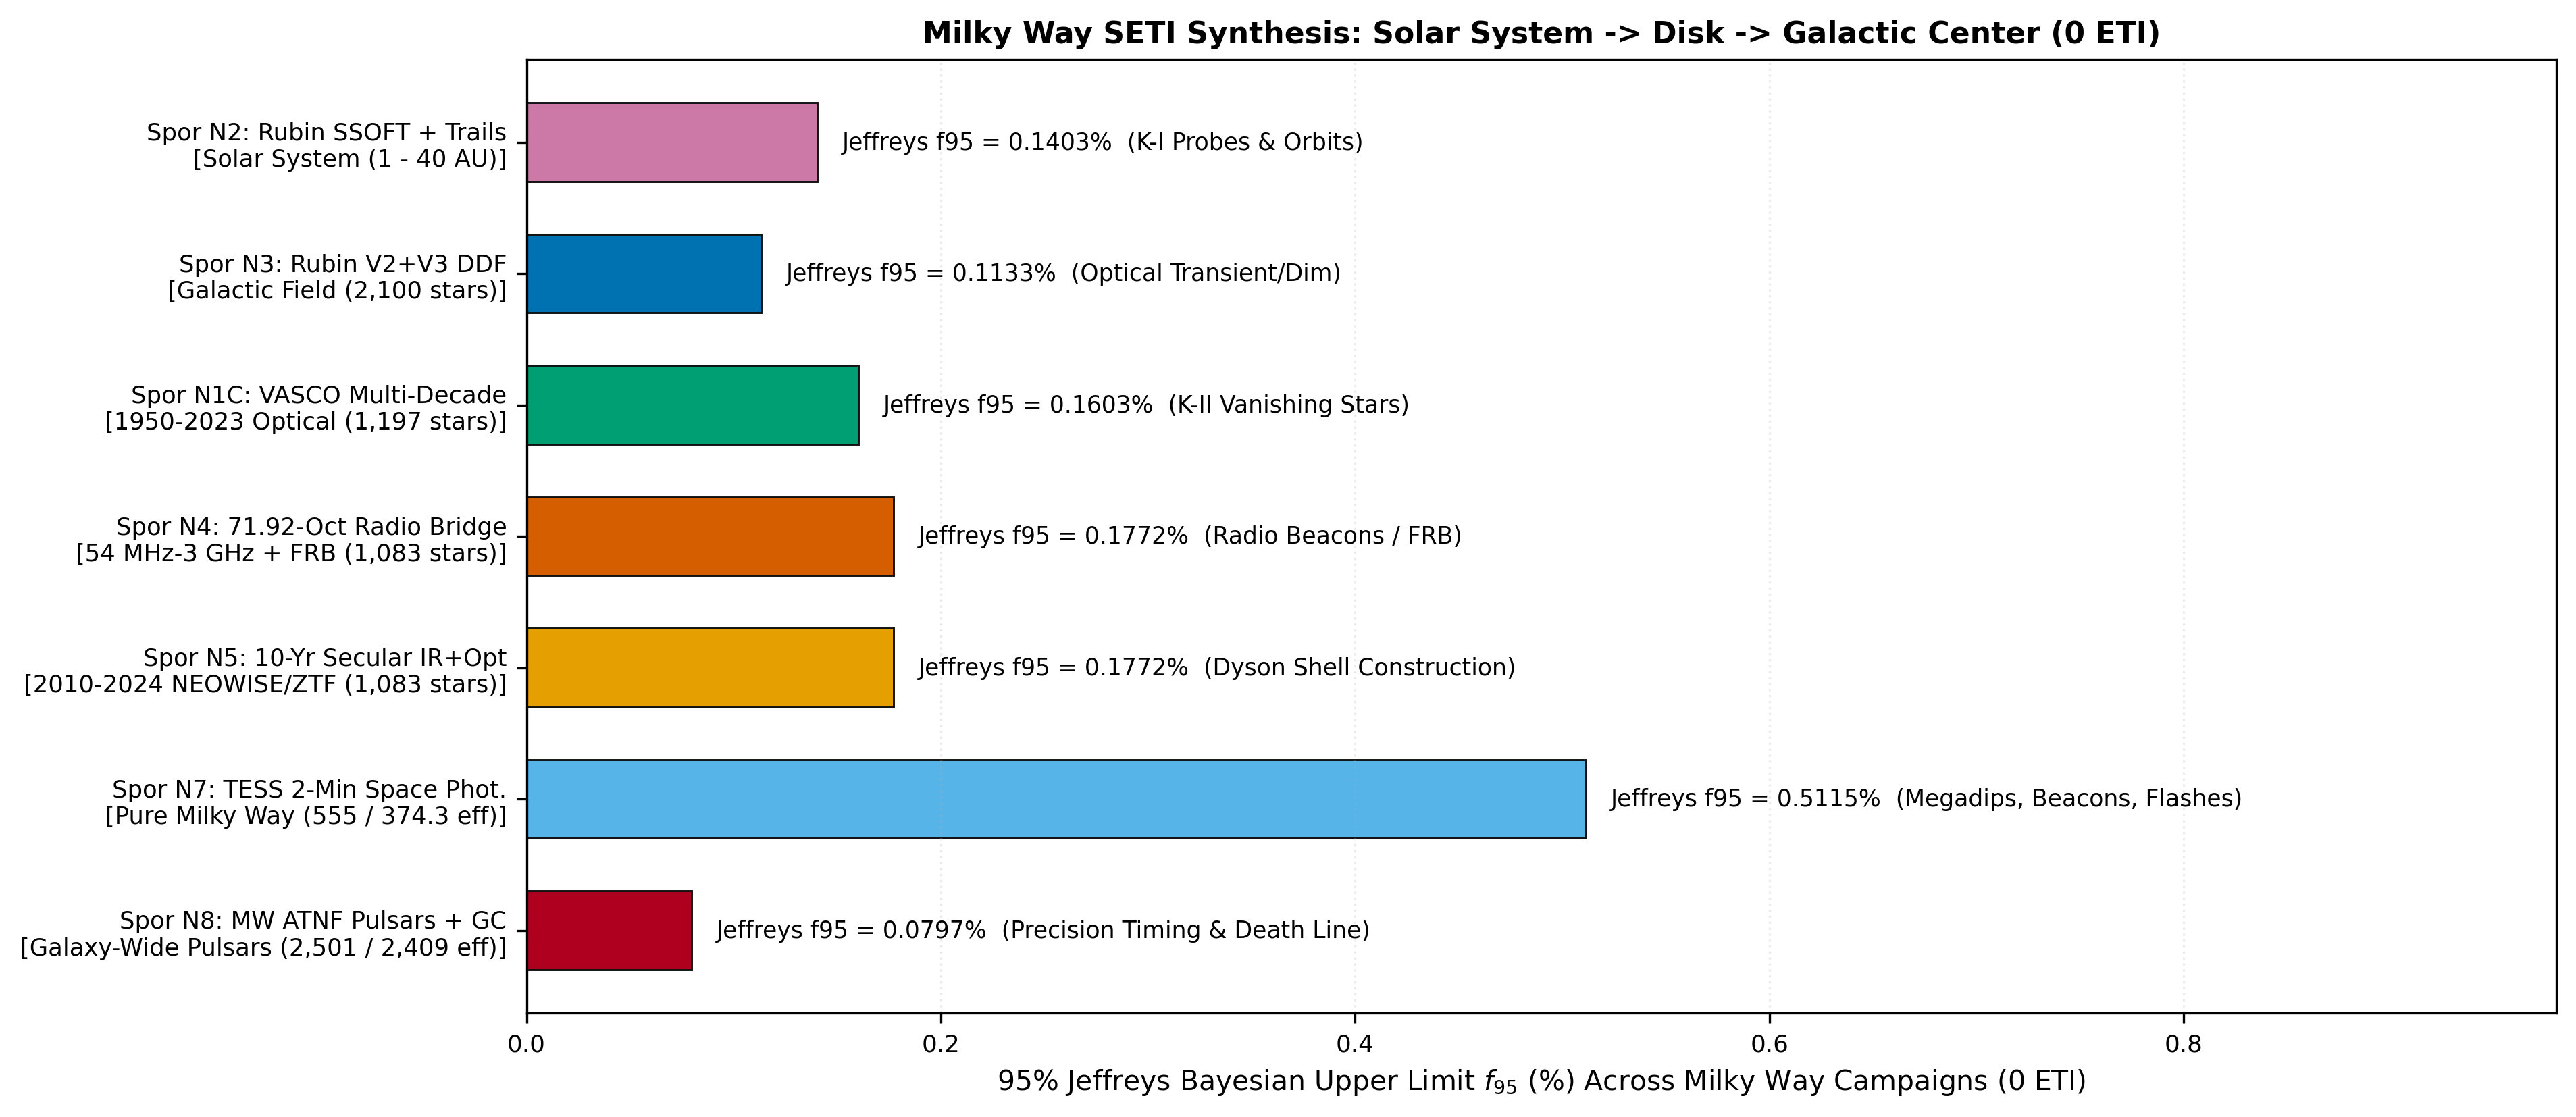 Milky Way SETI Synthesis: Solar System -> Disk -> Galactic Center (0 ETI)
Spor N2: Rubin SSOFT + Trails
[Solar System (1 - 40 AU)]
Jeffreys f95 = 0.1403%  (K-I Probes & Orbits)
Spor N3: Rubin V2+V3 DDF
[Galactic Field (2,100 stars)]
Jeffreys f95 = 0.1133%  (Optical Transient/Dim)
Spor N1C: VASCO Multi-Decade
[1950-2023 Optical (1,197 stars)]
Jeffreys f95 = 0.1603%  (K-II Vanishing Stars)
Spor N4: 71.92-Oct Radio Bridge
[54 MHz-3 GHz + FRB (1,083 stars)]
Jeffreys f95 = 0.1772%  (Radio Beacons / FRB)
Spor N5: 10-Yr Secular IR+Opt
[2010-2024 NEOWISE/ZTF (1,083 stars)]
Jeffreys f95 = 0.1772%  (Dyson Shell Construction)
Spor N7: TESS 2-Min Space Phot.
[Pure Milky Way (555 / 374.3 eff)]
Jeffreys f95 = 0.5115%  (Megadips, Beacons, Flashes)
Spor N8: MW ATNF Pulsars + GC
[Galaxy-Wide Pulsars (2,501 / 2,409 eff)]
Jeffreys f95 = 0.0797%  (Precision Timing & Death Line)
0.0 0.2 0.4 0.6 0.8
95% Jeffreys Bayesian Upper Limit f95 (%) Across Milky Way Campaigns (0 ETI)